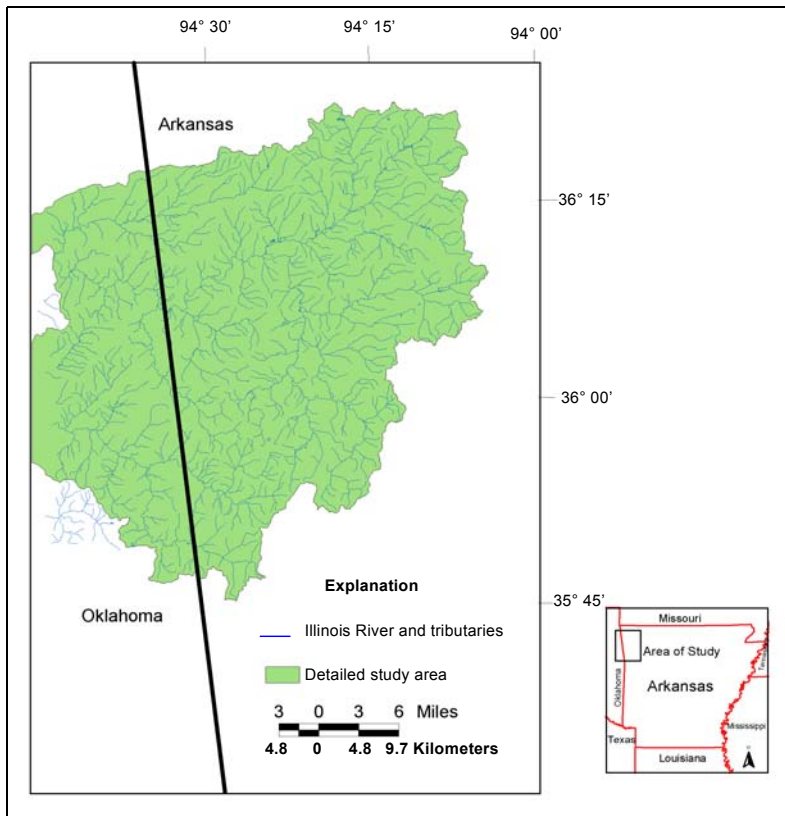 94° 30’ 94° 15’ 94° 00’
Arkansas
36° 15’
36° 00’
35° 45’
Oklahoma
Explanation
Illinois River and tributaries
Detailed study area
3 0 3 6 Miles
4.8 0 4.8 9.7 Kilometers
Missouri
Area of Study
Tennessee
Oklahoma
Arkansas
Mississippi
Texas
Louisiana
N